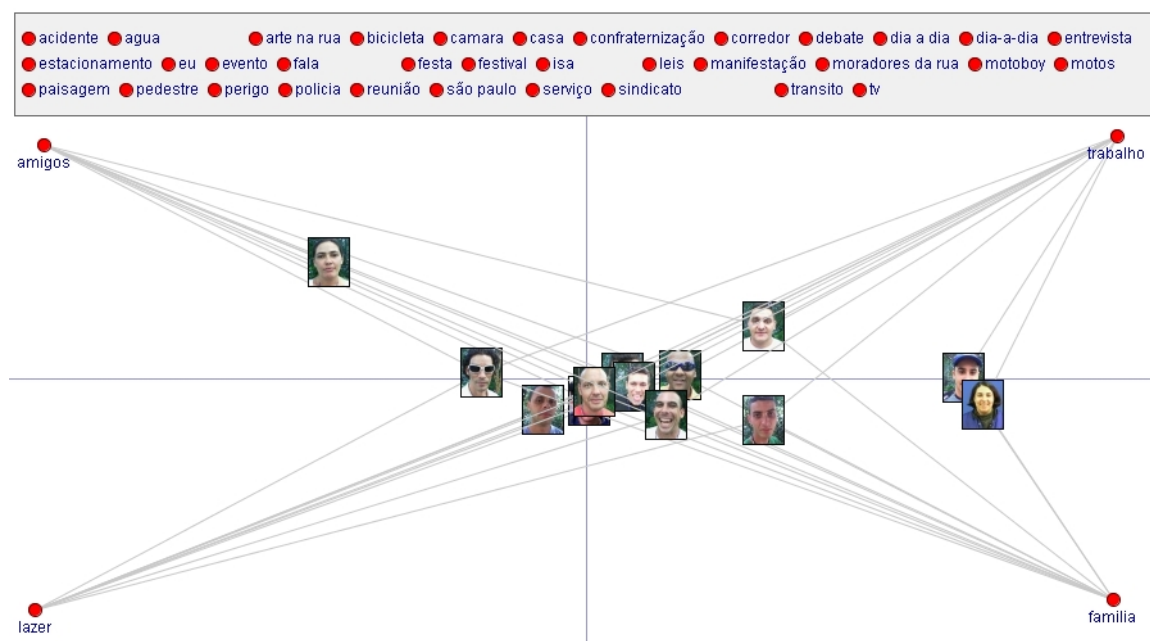 acidente agua arte na rua bicicleta camara casa confraternização corredor debate dia a dia dia-a-dia entrevista
estacionamento eu evento fala festa festival isa leis manifestação moradores da rua motoboy motos
paisagem pedestre perigo policia reunião são paulo serviço sindicato transito tv
amigos
trabalho
lazer
familia